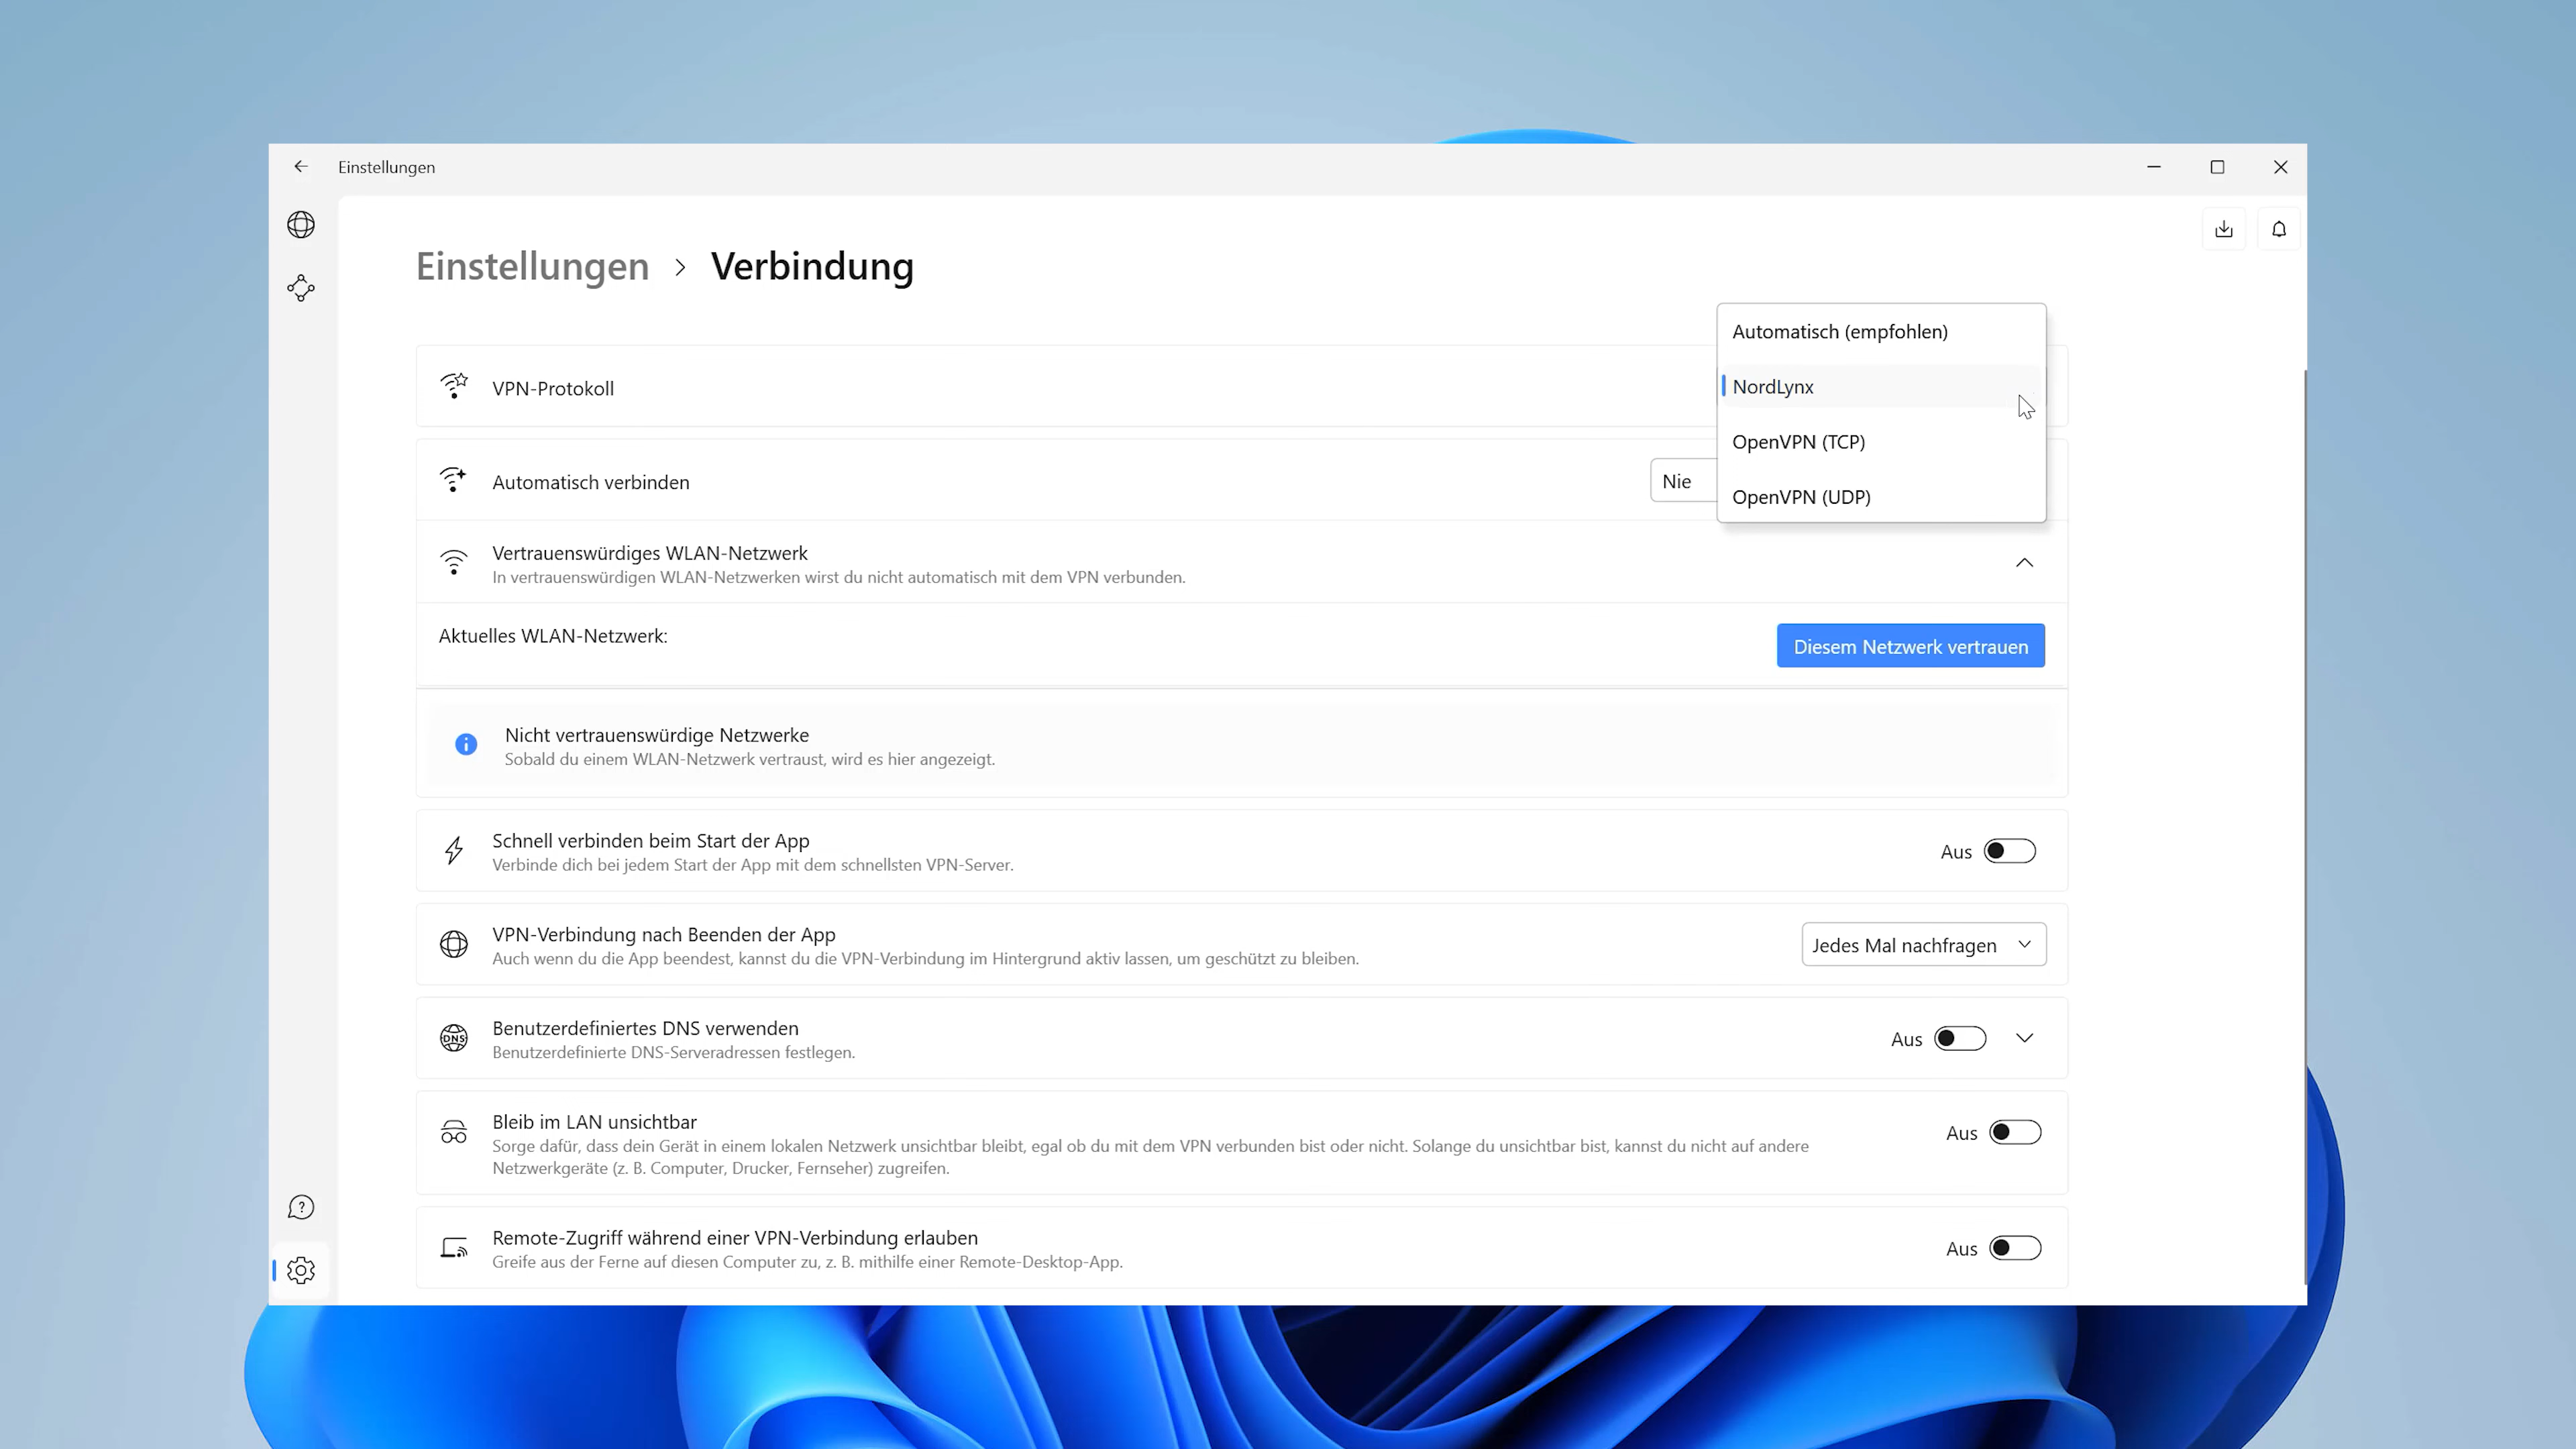 Einstellungen
Einstellungen > Verbindung
Automatisch (empfohlen)
VPN-Protokoll
NordLynx
OpenVPN (TCP)
Automatisch verbinden
Nie
OpenVPN (UDP)
Vertrauenswürdiges WLAN-Netzwerk
In vertrauenswürdigen WLAN-Netzwerken wirst du nicht automatisch mit dem VPN verbunden.
Aktuelles WLAN-Netzwerk:
Diesem Netzwerk vertrauen
Nicht vertrauenswürdige Netzwerke
Sobald du einem WLAN-Netzwerk vertraust, wird es hier angezeigt.
Schnell verbinden beim Start der App
Verbinde dich bei jedem Start der App mit dem schnellsten VPN-Server.
Aus
VPN-Verbindung nach Beenden der App
Auch wenn du die App beendest, kannst du die VPN-Verbindung im Hintergrund aktiv lassen, um geschützt zu bleiben.
Jedes Mal nachfragen
DNS
Benutzerdefiniertes DNS verwenden
Benutzerdefinierte DNS-Serveradressen festlegen.
Aus
Bleib im LAN unsichtbar
Sorge dafür, dass dein Gerät in einem lokalen Netzwerk unsichtbar bleibt, egal ob du mit dem VPN verbunden bist oder nicht. Solange du unsichtbar bist, kannst du nicht auf andere
Netzwerkgeräte (z. B. Computer, Drucker, Fernseher) zugreifen.
Aus
Remote-Zugriff während einer VPN-Verbindung erlauben
Greife aus der Ferne auf diesen Computer zu, z. B. mithilfe einer Remote-Desktop-App.
Aus